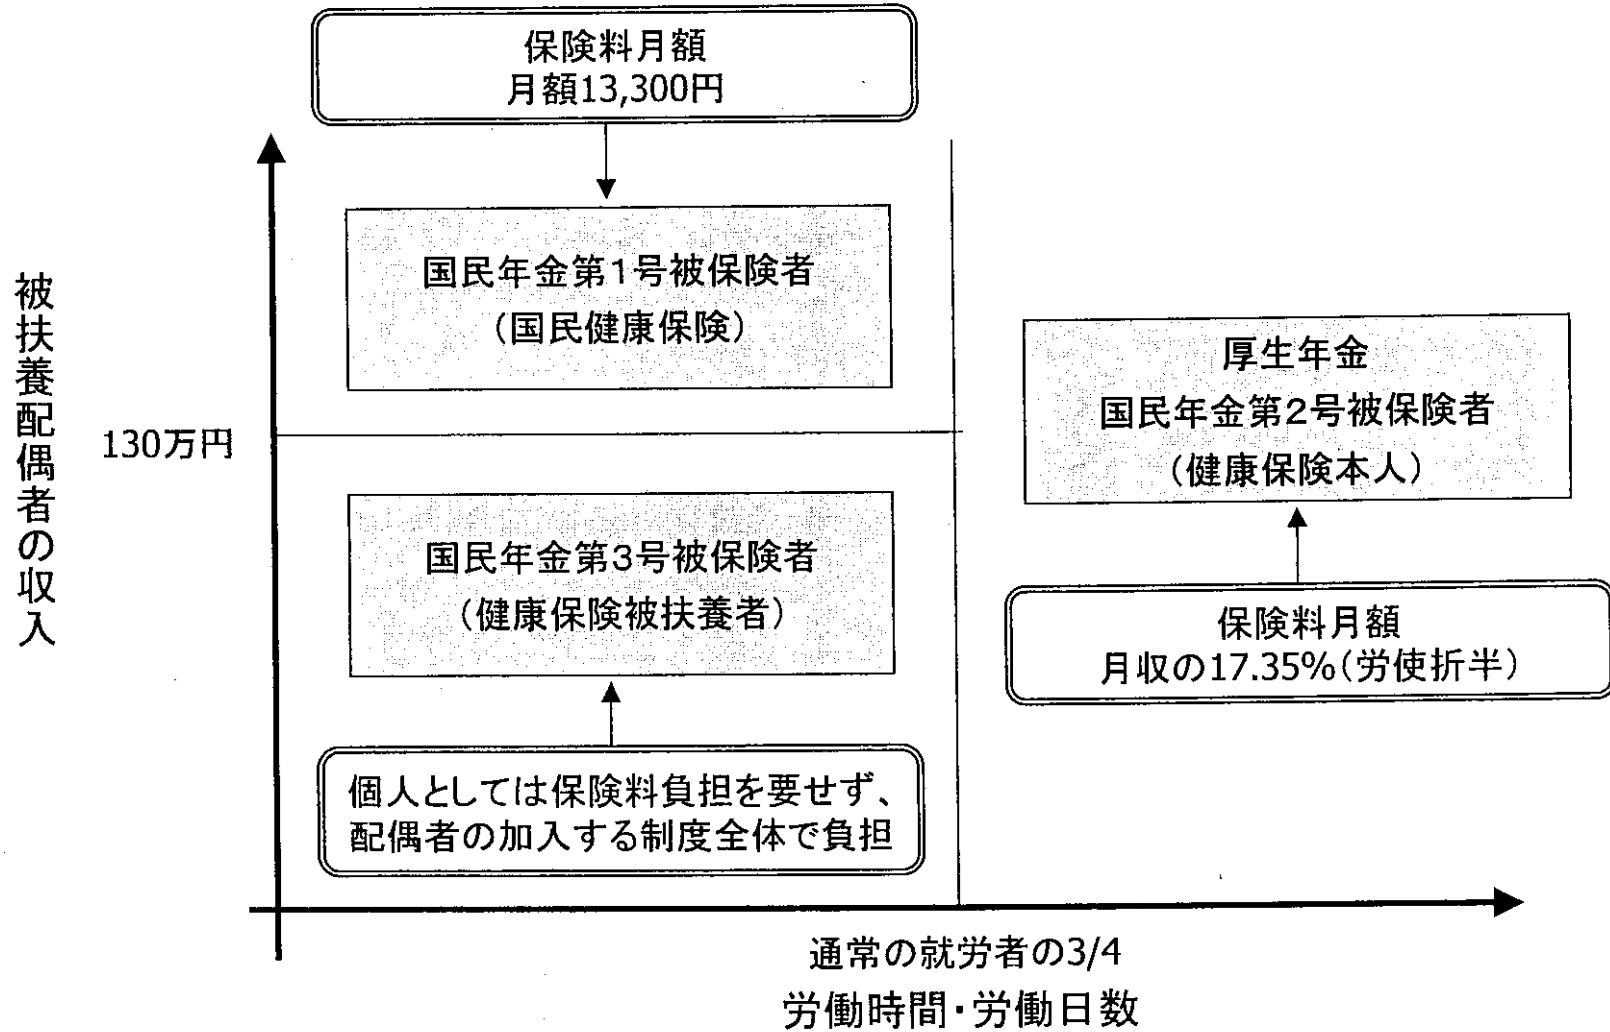 保険料月額
月額13,300円
国民年金第1号被保険者
（国民健康保険）
被扶養配偶者の収入
130万円
厚生年金
国民年金第2号被保険者
（健康保険本人）
国民年金第3号被保険者
（健康保険被扶養者）
保険料月額
月収の17.35%（労使折半）
個人としては保険料負担を要せず、
配偶者の加入する制度全体で負担
通常の就労者の3/4
労働時間・労働日数